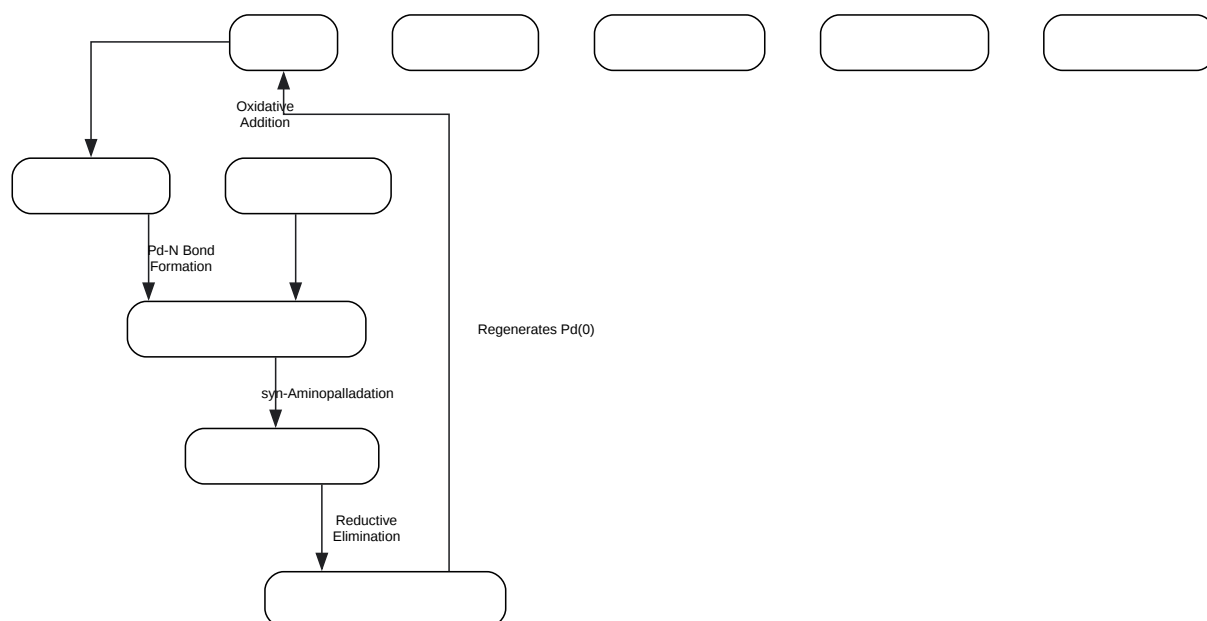 Oxidative
Addition
Pd-N Bond
Formation
Regenerates Pd(0)
syn-Aminopalladation
Reductive
Elimination